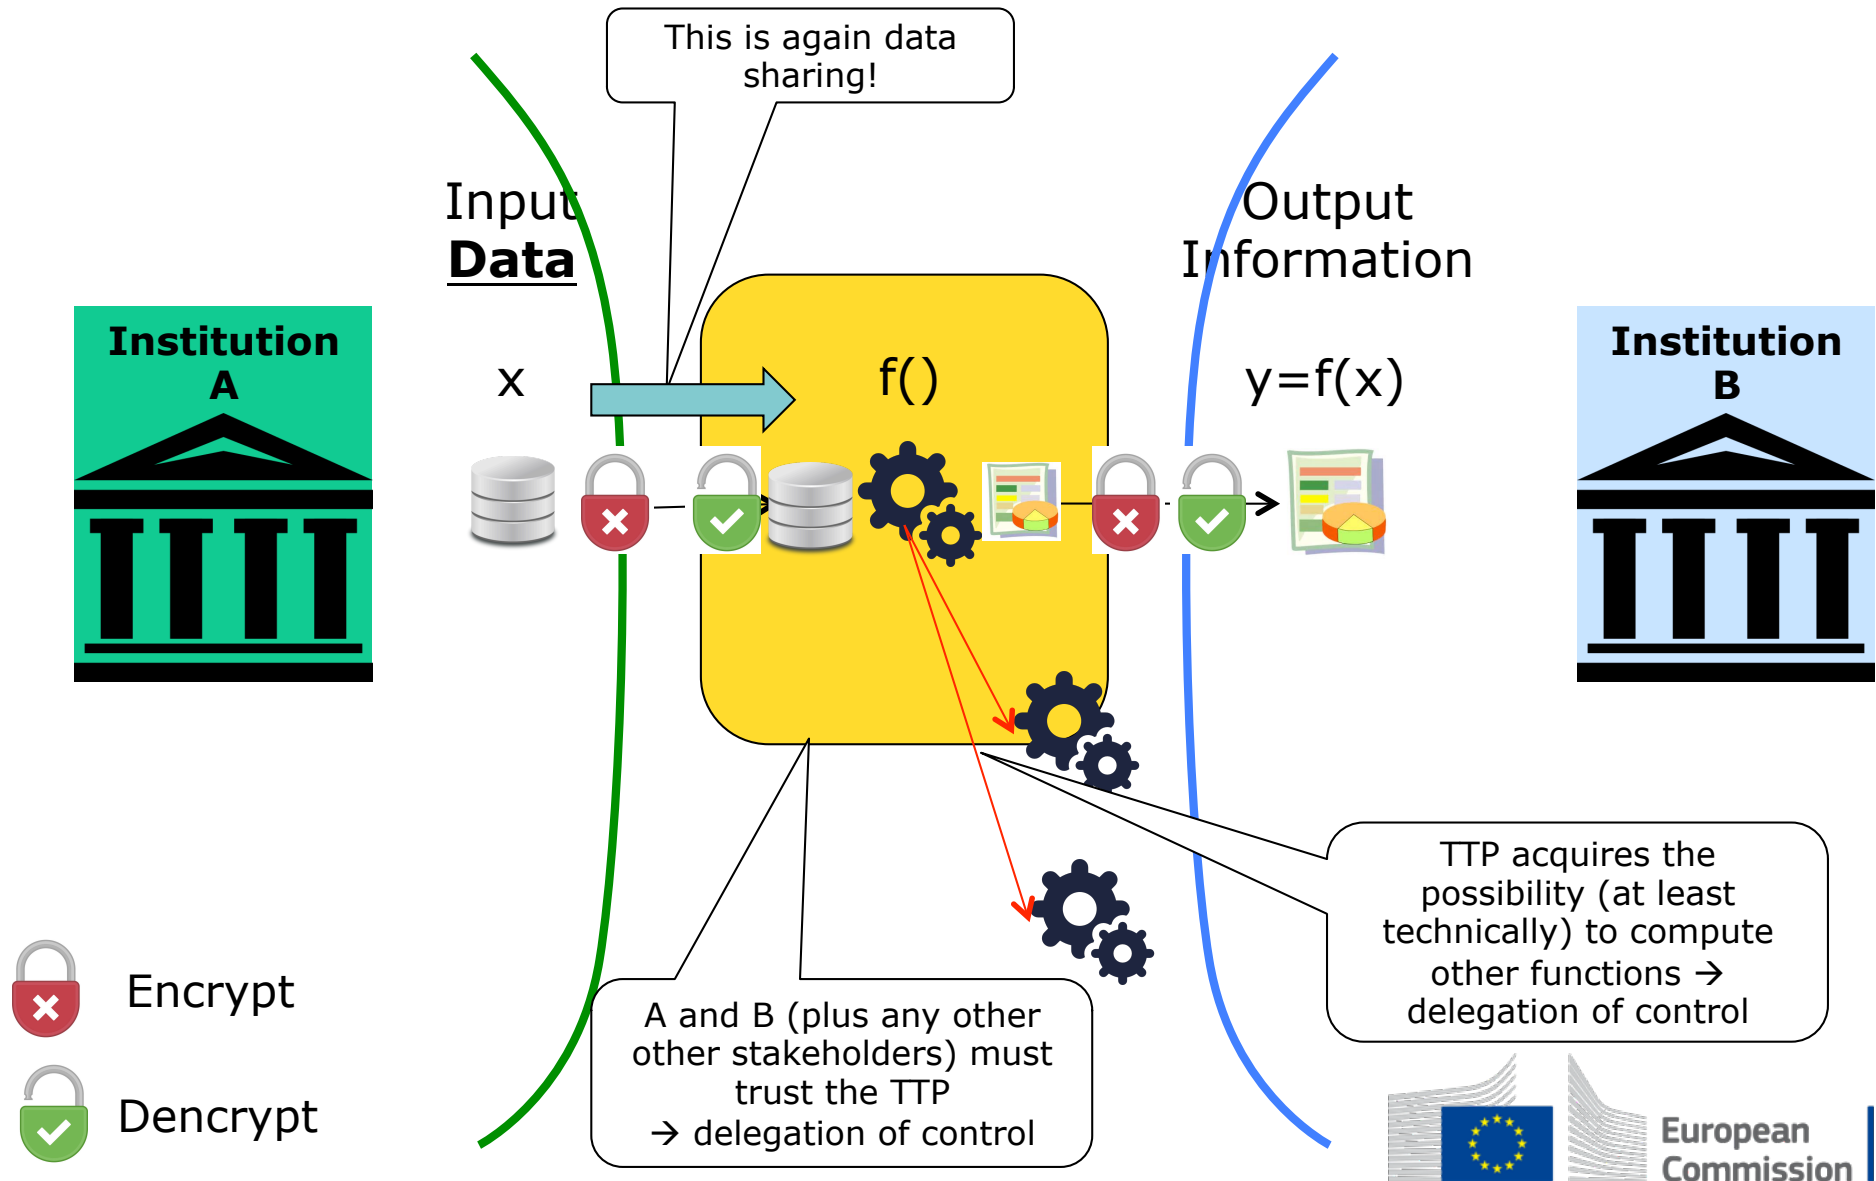 This is again data
sharing!
Input
Data
Output
Information
Institution
A
Institution
B
x
f()
y=f(x)
TTP acquires the
possibility (at least
technically) to compute
other functions →
delegation of control
A and B (plus any other
other stakeholders) must
trust the TTP
→ delegation of control
Encrypt
Dencrypt
European
Commission